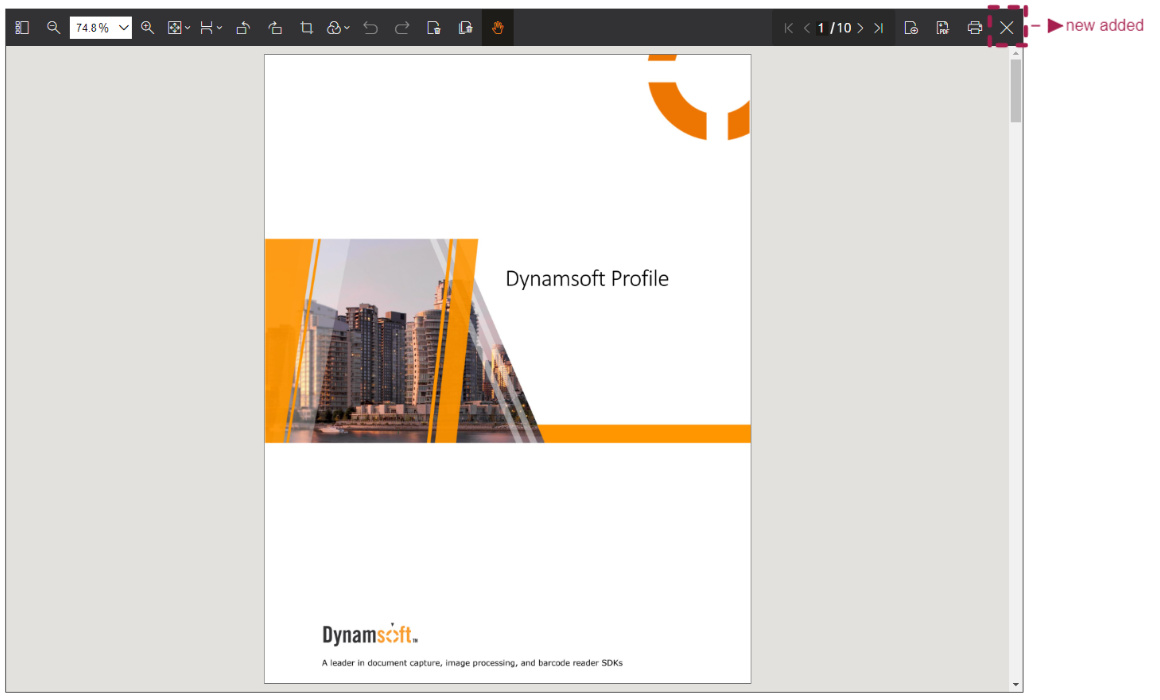 74.8%
1 /10
new added
Dynamsoft Profile
Dynamsoft™
A leader in document capture, image processing, and barcode reader SDKs